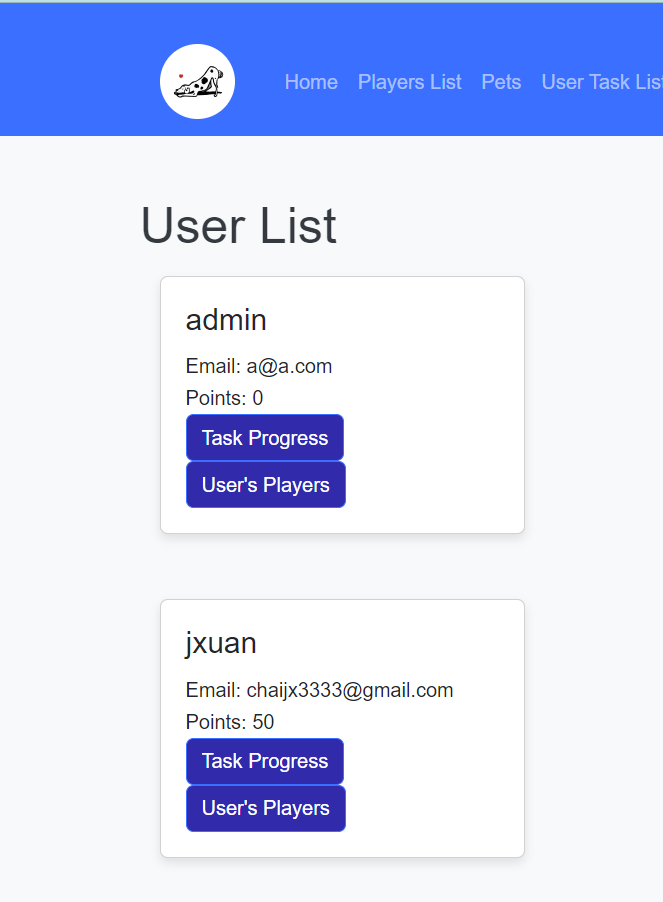 Home Players List Pets User Task List
User List
admin
Email: a@a.com
Points: 0
Task Progress
User's Players
jxuan
Email: chaijx3333@gmail.com
Points: 50
Task Progress
User's Players